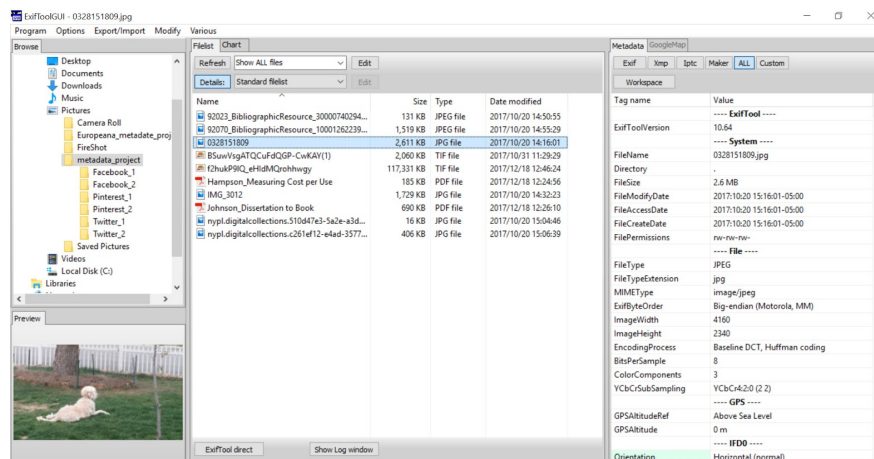 ExifToolGUI - 0328151809.jpg
Program Options Export/Import Modify Various
Browse
Desktop
Documents
Downloads
Music
Pictures
Camera Roll
Europeana_metadate_proj
FireShot
metadata_project
Facebook_1
Facebook_2
Pinterest_1
Pinterest_2
Twitter_1
Twitter_2
Saved Pictures
Videos
Local Disk (C:)
Libraries
Preview
Filelist Chart
Refresh Show ALL files Edit
Details: Standard filelist Edit
Name Size Type Date modified
92023_BibliographicResource_30000740294... 131 KB JPEG file 2017/10/20 14:50:55
92070_BibliographicResource_10001262239... 1,519 KB JPEG file 2017/10/20 14:55:29
0328151809 2,611 KB JPG file 2017/10/20 14:16:01
BSuwVsgATQCuFdQGP-CwKAY(1) 2,060 KB TIF file 2017/10/31 11:29:29
f2hukP9IQ_eHldMQrohhwgy 117,331 KB TIF file 2017/12/18 12:46:24
Hampson_Measuring Cost per Use 185 KB PDF file 2017/12/18 12:24:56
IMG_3012 1,729 KB JPG file 2017/10/20 14:32:23
Johnson_Dissertation to Book 690 KB PDF file 2017/12/18 12:26:10
nypl.digitalcollections.510d47e3-5a2e-a3d... 16 KB JPG file 2017/10/20 15:04:46
nypl.digitalcollections.c261ef12-e4ad-3577... 406 KB JPG file 2017/10/20 15:06:39
ExifTool direct Show Log window
Metadata GoogleMap
Exif Xmp Iptc Maker ALL Custom
Workspace
Tag name Value
---- ExifTool ----
ExifToolVersion 10.64
---- System ----
FileName 0328151809.jpg
Directory .
FileSize 2.6 MB
FileModifyDate 2017:10:20 15:16:01-05:00
FileAccessDate 2017:10:20 15:16:01-05:00
FileCreateDate 2017:10:20 15:16:01-05:00
FilePermissions rw-rw-rw-
---- File ----
FileType JPEG
FileTypeExtension jpg
MIMEType image/jpeg
ExifByteOrder Big-endian (Motorola, MM)
ImageWidth 4160
ImageHeight 2340
EncodingProcess Baseline DCT, Huffman coding
BitsPerSample 8
ColorComponents 3
YCbCrSubSampling YCbCr4:2:0 (2 2)
---- GPS ----
GPSAltitudeRef Above Sea Level
GPSAltitude 0 m
---- IFD0 ----
Orientation Horizontal (normal)